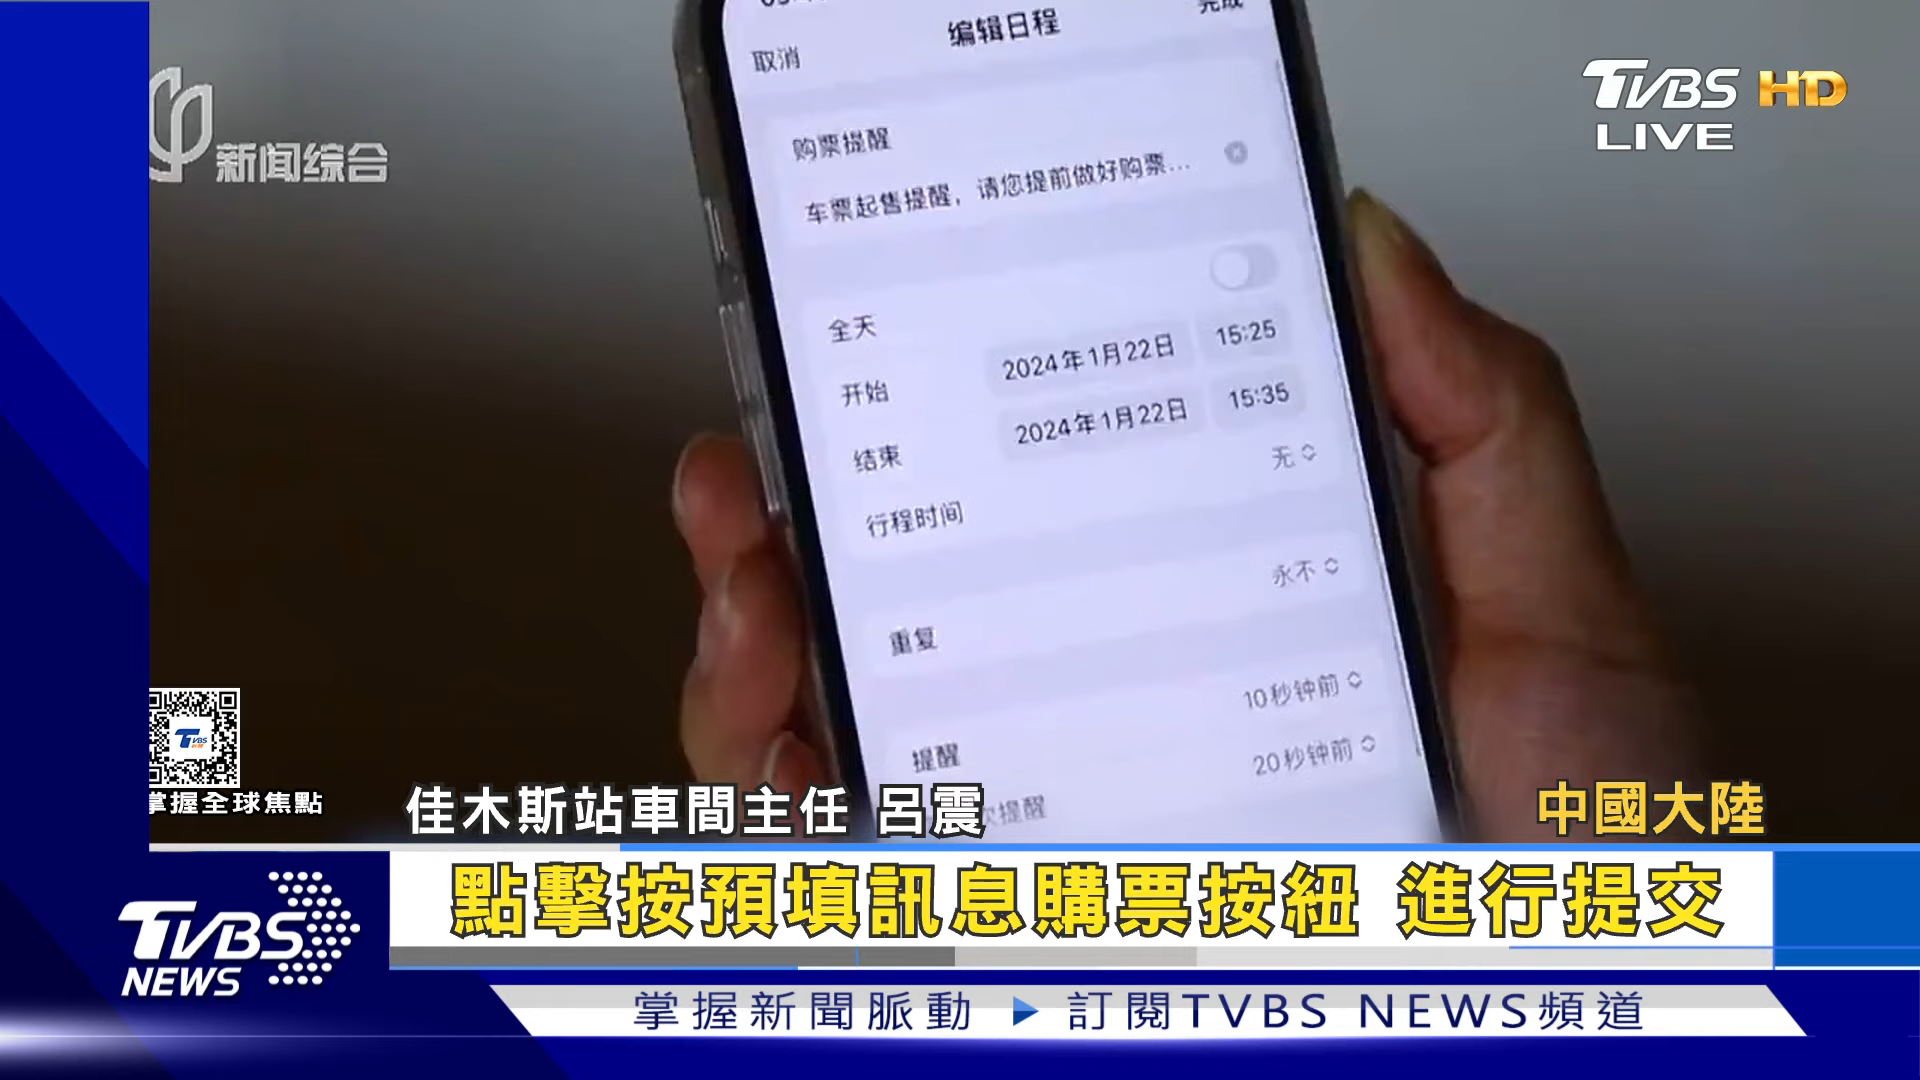 编辑日程
取消
完成
购票提醒
车票起售提醒，请您提前做好购票...
全天
开始
2024年1月22日
15:25
结束
2024年1月22日
15:35
行程时间
无
重复
永不
提醒
10秒钟前
次提醒
20秒钟前
新闻综合
TVBS HD
LIVE
TVBS
掌握全球焦點
佳木斯站車間主任 呂震
中國大陸
點擊按預填訊息購票按紐 進行提交
TVBS
NEWS
掌握新聞脈動 ▶ 訂閱TVBS NEWS頻道